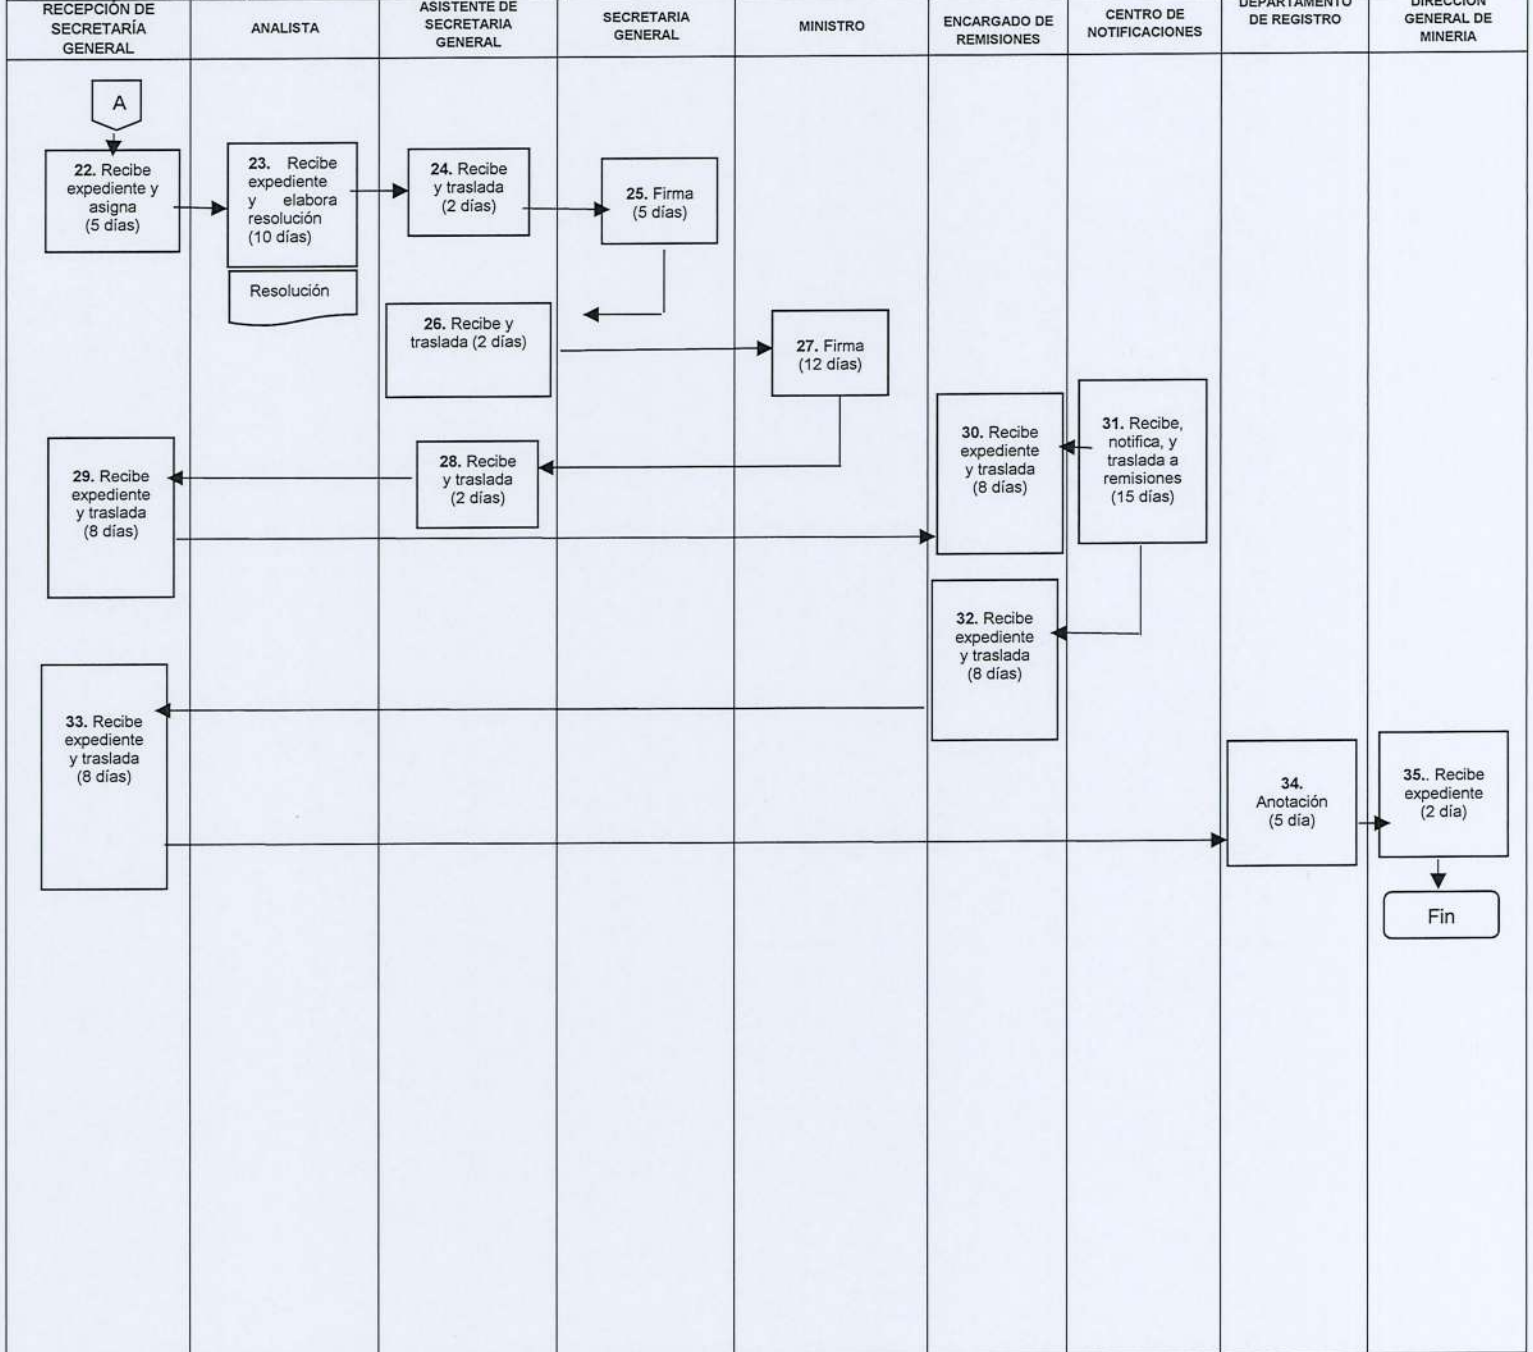 RECEPCIÓN DE
SECRETARÍA
GENERAL
ANALISTA
ASISTENTE DE
SECRETARIA
GENERAL
SECRETARIA
GENERAL
MINISTRO
ENCARGADO DE
REMISIONES
CENTRO DE
NOTIFICACIONES
DEPARTAMENTO
DE REGISTRO
DIRECCIÓN
GENERAL DE
MINERIA
A
22. Recibe
expediente y
asigna
(5 días)
23. Recibe
expediente
y elabora
resolución
(10 días)
Resolución
24. Recibe
y traslada
(2 días)
25. Firma
(5 días)
26. Recibe y
traslada (2 días)
27. Firma
(12 días)
28. Recibe
y traslada
(2 días)
29. Recibe
expediente
y traslada
(8 días)
30. Recibe
expediente
y traslada
(8 días)
31. Recibe,
notifica, y
traslada a
remisiones
(15 días)
32. Recibe
expediente
y traslada
(8 días)
33. Recibe
expediente
y traslada
(8 días)
34.
Anotación
(5 día)
35.. Recibe
expediente
(2 día)
Fin